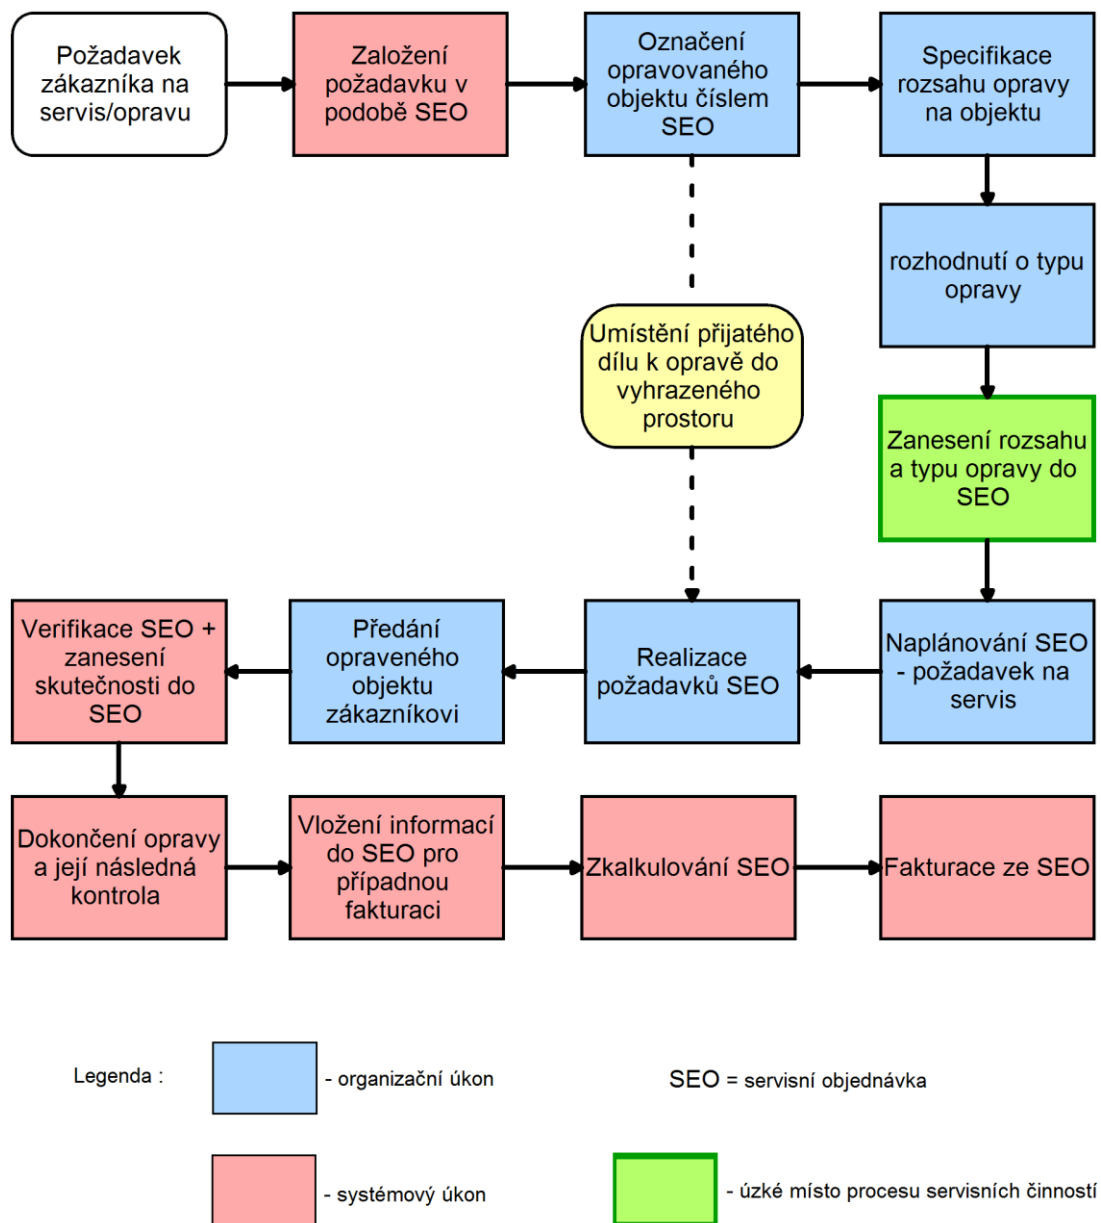 Požadavek
zákazníka na
servis/opravu
Založení
požadavku v
podobě SEO
Označení
opravovaného
objektu číslem
SEO
Specifikace
rozsahu opravy
na objektu
rozhodnutí o typu
opravy
Umístění přijatého
dílu k opravě do
vyhrazeného
prostoru
Zanesení rozsahu
a typu opravy do
SEO
Verifikace SEO +
zanesení
skutečnosti do
SEO
Předání
opraveného
objektu
zákazníkovi
Realizace
požadavků SEO
Naplánování SEO
- požadavek na
servis
Dokončení opravy
a její následná
kontrola
Vložení informací
do SEO pro
případnou
fakturaci
Zkalkulování SEO
Fakturace ze SEO
Legenda :
- organizační úkon
SEO = servisní objednávka
- systémový úkon
- úzké místo procesu servisních činností